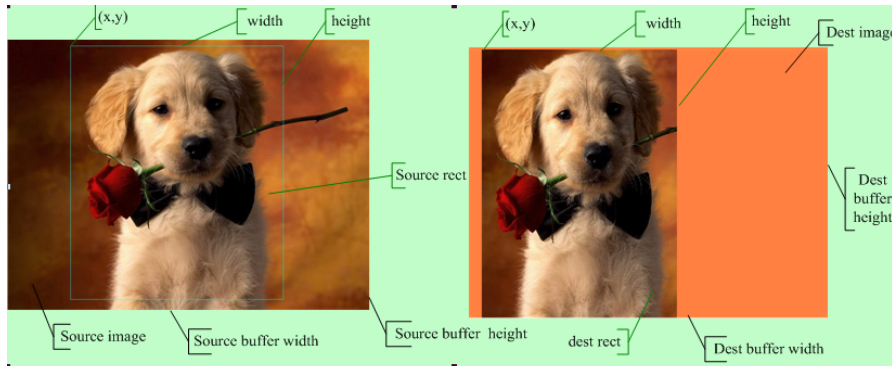 (x,y)
width
height
Source rect
Source image
Source buffer width
Source buffer height
(x,y)
width
height
Dest image
Dest
buffer
height
dest rect
Dest buffer width